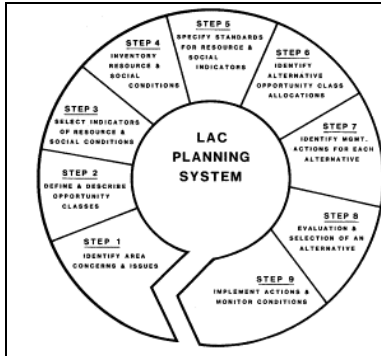 LAC
PLANNING
SYSTEM
STEP 1
IDENTIFY AREA
CONCERNS & ISSUES
STEP 2
DEFINE & DESCRIBE
OPPORTUNITY
CLASSES
STEP 3
SELECT INDICATORS
OF RESOURCE &
SOCIAL CONDITIONS
STEP 4
INVENTORY
RESOURCE &
SOCIAL
CONDITIONS
STEP 5
SPECIFY STANDARDS
FOR RESOURCE &
SOCIAL
INDICATORS
STEP 6
IDENTIFY
ALTERNATIVE
OPPORTUNITY CLASS
ALLOCATIONS
STEP 7
IDENTIFY MGMT.
ACTIONS FOR EACH
ALTERNATIVE
STEP 8
EVALUATION &
SELECTION OF AN
ALTERNATIVE
STEP 9
IMPLEMENT ACTIONS &
MONITOR CONDITIONS